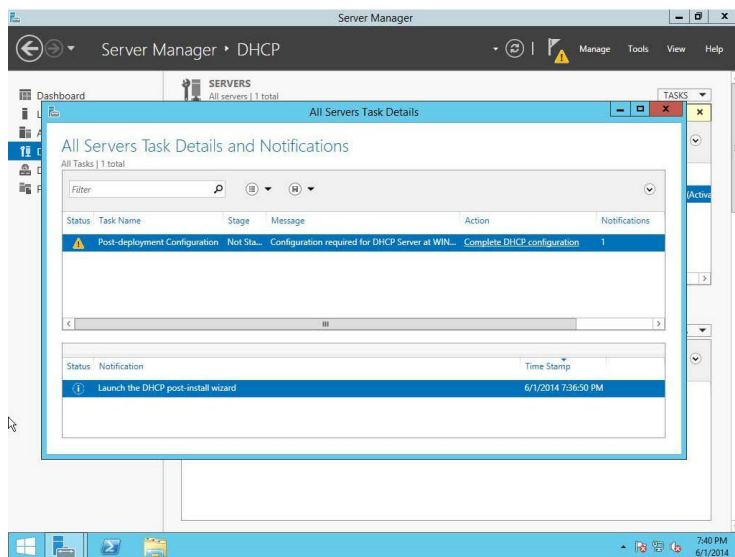 Server Manager
Server Manager • DHCP
Manage Tools View Help
Dashboard
SERVERS
All servers | 1 total
TASKS
All Servers Task Details
All Servers Task Details and Notifications
All Tasks | 1 total
Filter
Status Task Name Stage Message Action Notifications
Post-deployment Configuration Not Sta... Configuration required for DHCP Server at WIN... Complete DHCP configuration 1
(Activa
Status Notification Time Stamp
Launch the DHCP post-install wizard 6/1/2014 7:36:50 PM
7:40 PM
6/1/2014